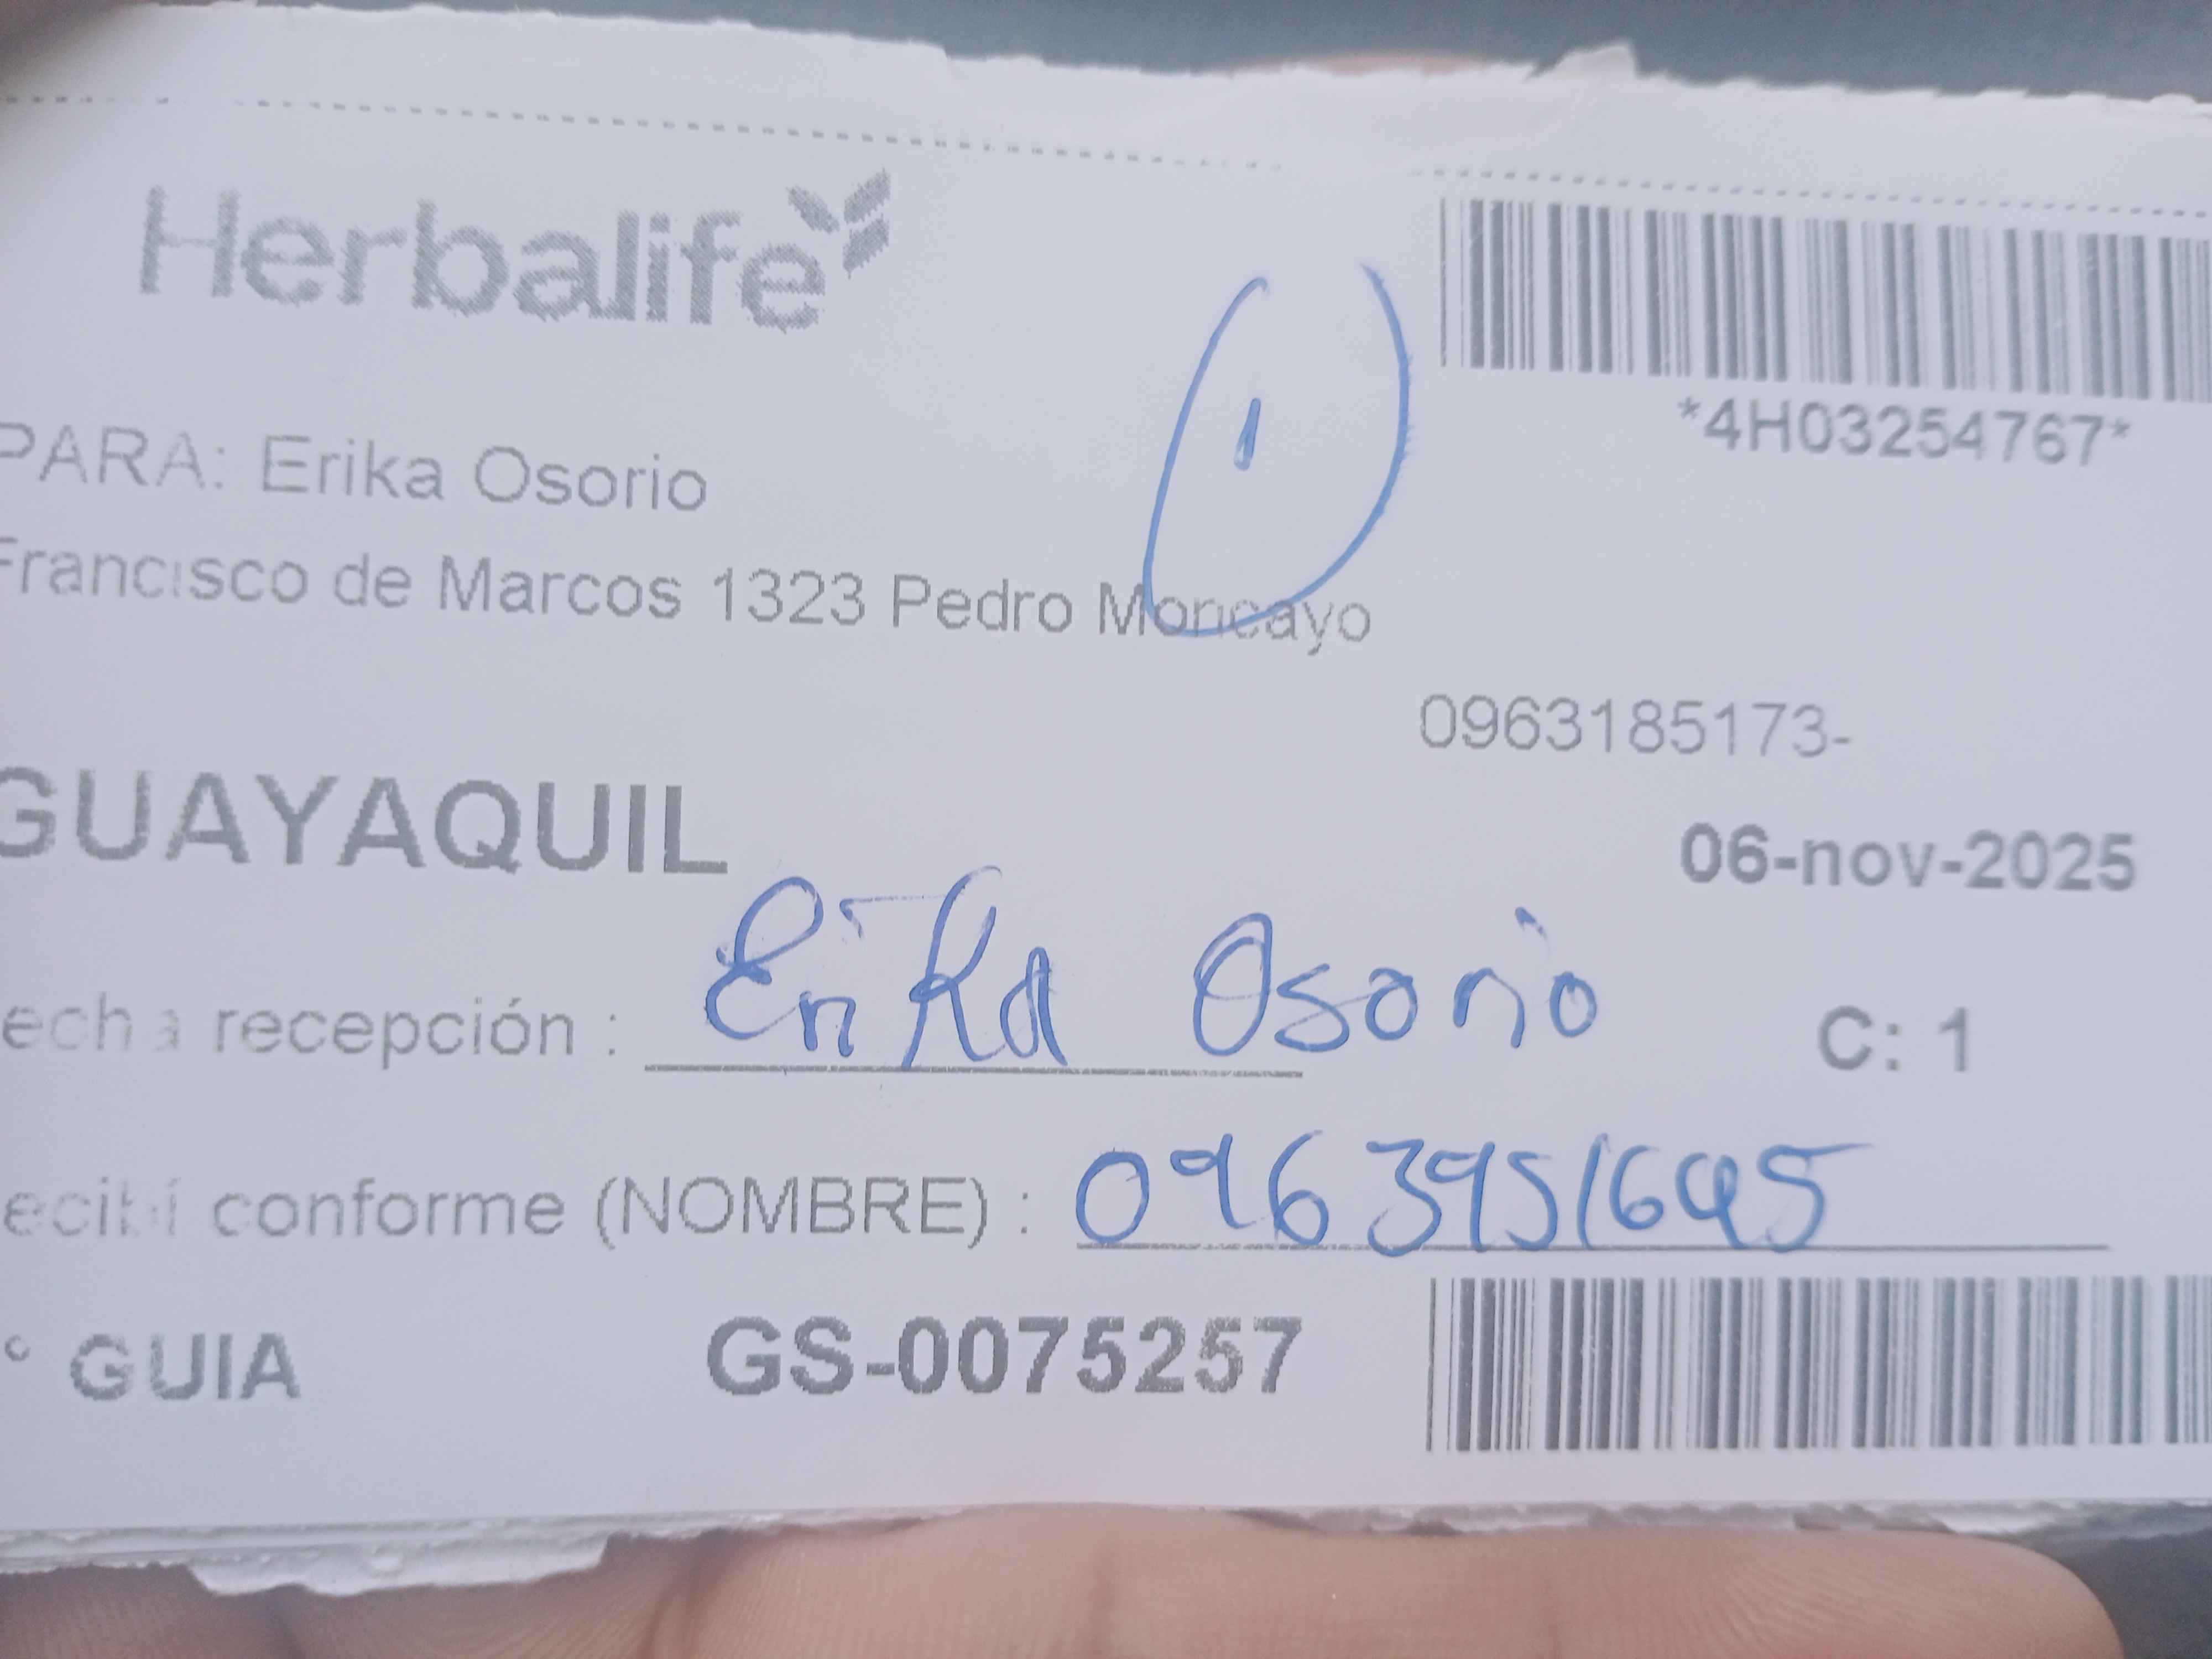 Herbalife
*4H03254767*
1
PARA: Erika Osorio
Francisco de Marcos 1323 Pedro Moncayo
0963185173-
GUAYAQUIL
06-nov-2025
echa recepción : Erika Osorio C: 1
ecibí conforme (NOMBRE) : 0963951645
° GUIA GS-0075257